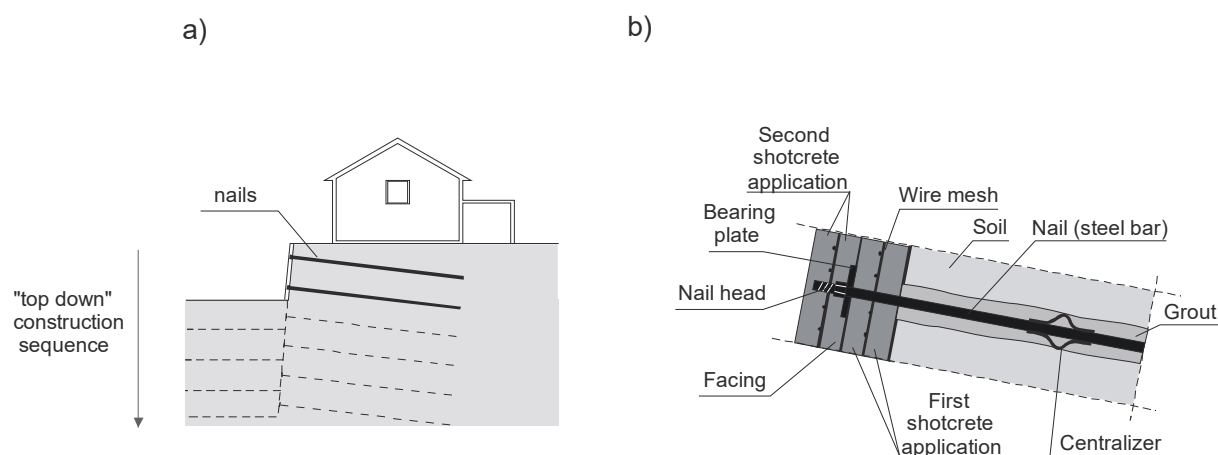 a)
nails
"top down"
construction
sequence
b)
Second
shotcrete
application
Wire mesh
Bearing
plate
Soil
Nail (steel bar)
Nail head
Grout
Facing
First
shotcrete
application
Centralizer